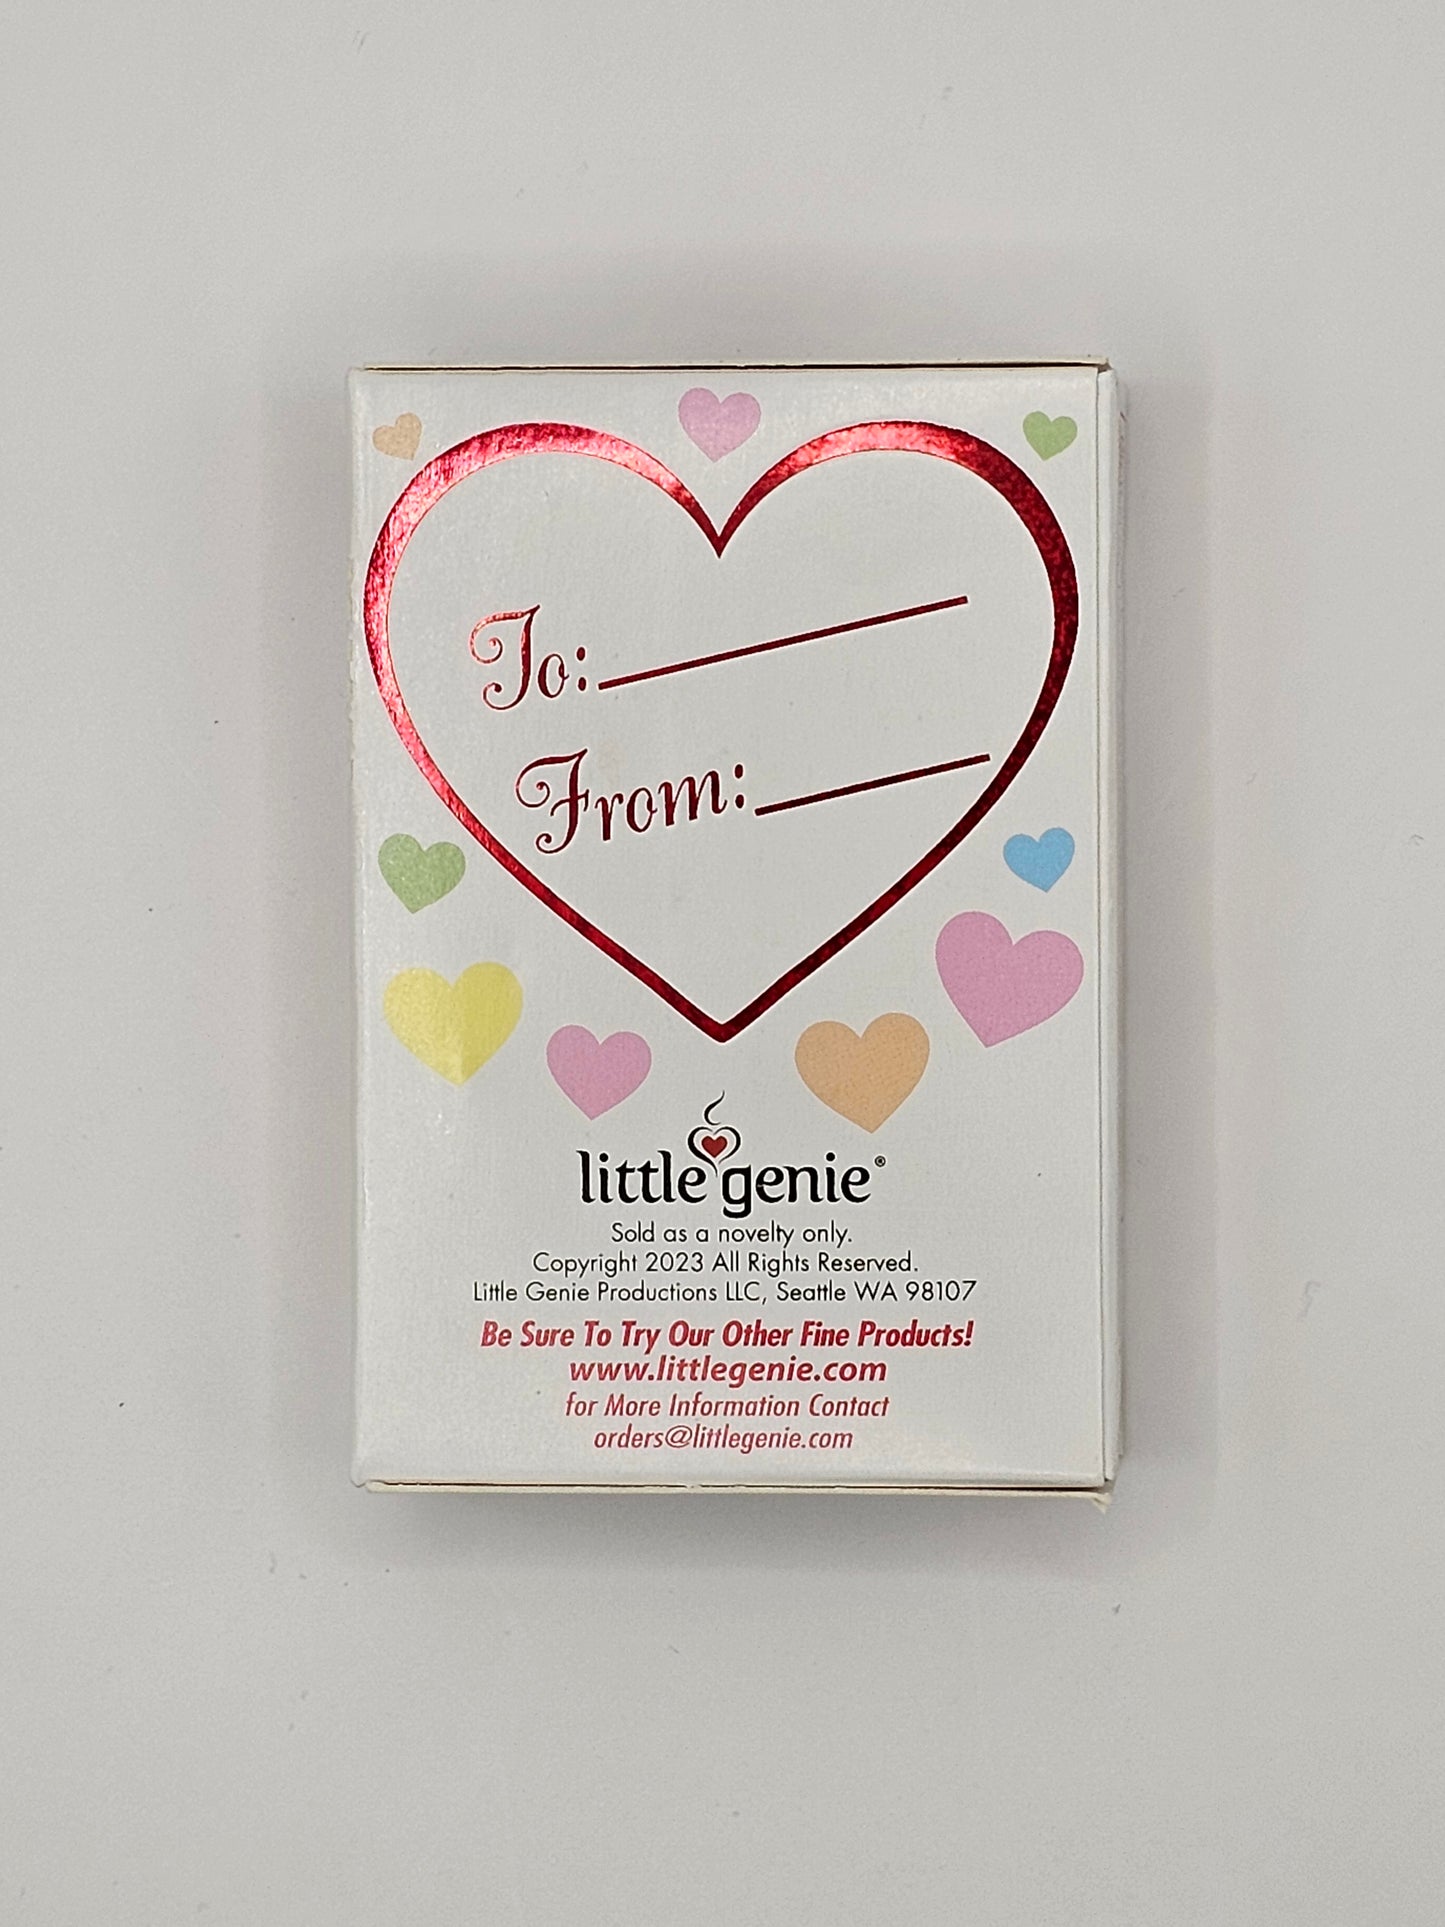 To:
From:
little genie®
Sold as a novelty only.
Copyright 2023 All Rights Reserved.
Little Genie Productions LLC, Seattle WA 98107
Be Sure To Try Our Other Fine Products!
www.littlegenie.com
for More Information Contact
orders@littlegenie.com